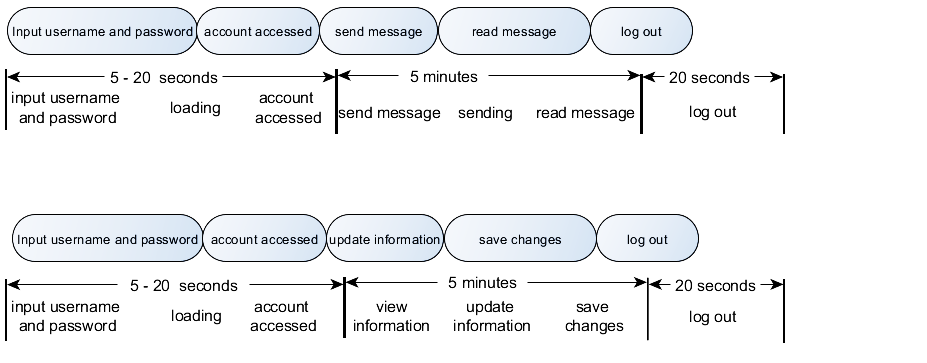 Input username and password account accessed send message read message log out
5 - 20 seconds 5 minutes 20 seconds
input username and password loading account accessed send message sending read message log out
Input username and password account accessed update information save changes log out
5 - 20 seconds 5 minutes 20 seconds
input username and password loading account accessed view information update information save changes log out